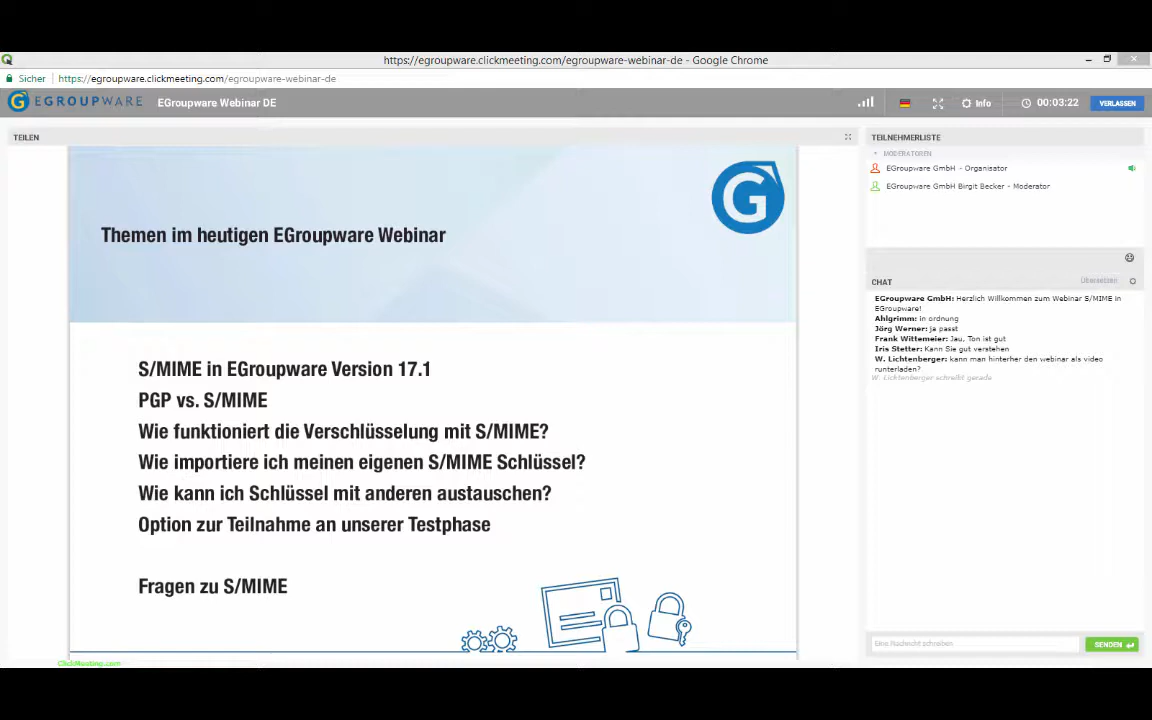 https://egroupware.clickmeeting.com/egroupware-webinar-de - Google Chrome
Sicher https://egroupware.clickmeeting.com/egroupware-webinar-de
EGROUPWARE EGroupware Webinar DE Info 00:03:22 VERLASSEN
TEILEN
Themen im heutigen EGroupware Webinar
S/MIME in EGroupware Version 17.1
PGP vs. S/MIME
Wie funktioniert die Verschlüsselung mit S/MIME?
Wie importiere ich meinen eigenen S/MIME Schlüssel?
Wie kann ich Schlüssel mit anderen austauschen?
Option zur Teilnahme an unserer Testphase
Fragen zu S/MIME
ClickMeeting.com
TEILNEHMERLISTE
MODERATOREN
EGroupware GmbH - Organisator
EGroupware GmbH Birgit Becker - Moderator
CHAT Übersetzen
EGroupware GmbH: Herzlich Willkommen zum Webinar S/MIME in
EGroupware!
Ahlgrimm: in ordnung
Jörg Werner: ja passt
Frank Wittemeier: Jau, Ton ist gut
Iris Stetter: Kann Sie gut verstehen
W. Lichtenberger: kann man hinterher den webinar als video
runterladen?
W. Lichtenberger schreibt gerade
Eine Nachricht schreiben SENDEN